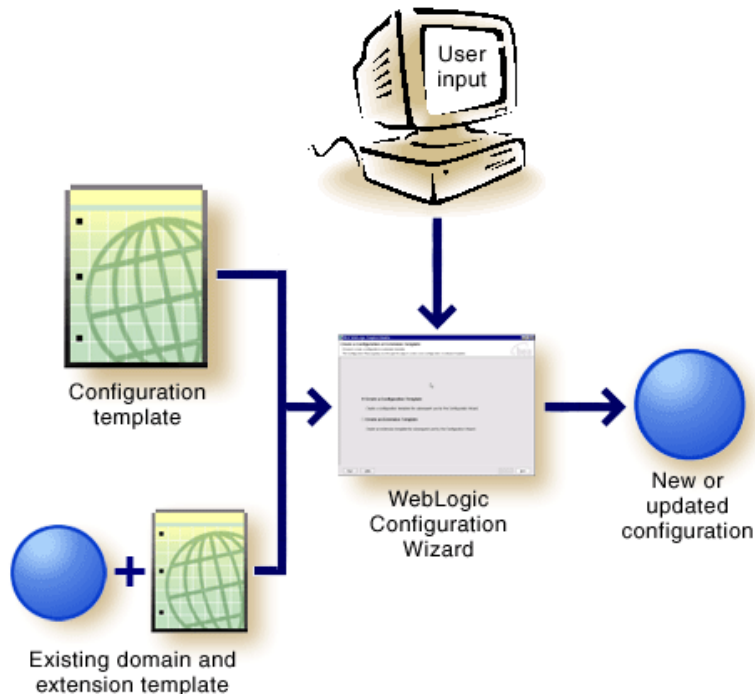 User
input
Configuration
template
WebLogic
Configuration
Wizard
New or
updated
configuration
Existing domain and
extension template